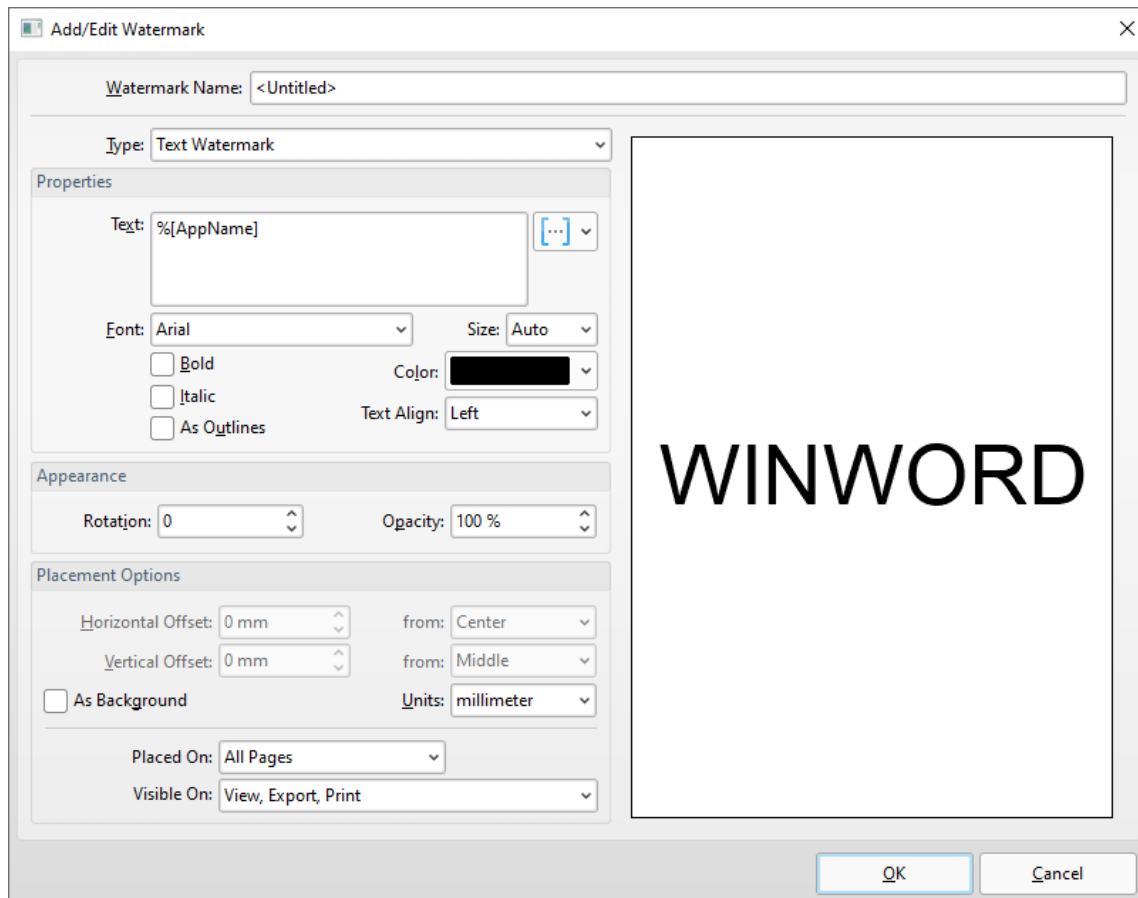 Add/Edit Watermark
Watermark Name: <Untitled>
Type: Text Watermark
Properties
Text: %[AppName]
Font: Arial Size: Auto
Bold
Color:
Italic
Text Align: Left
As Outlines
Appearance
Rotation: 0 Opacity: 100 %
Placement Options
Horizontal Offset: 0 mm from: Center
Vertical Offset: 0 mm from: Middle
As Background Units: millimeter
Placed On: All Pages
Visible On: View, Export, Print
WINWORD
OK Cancel